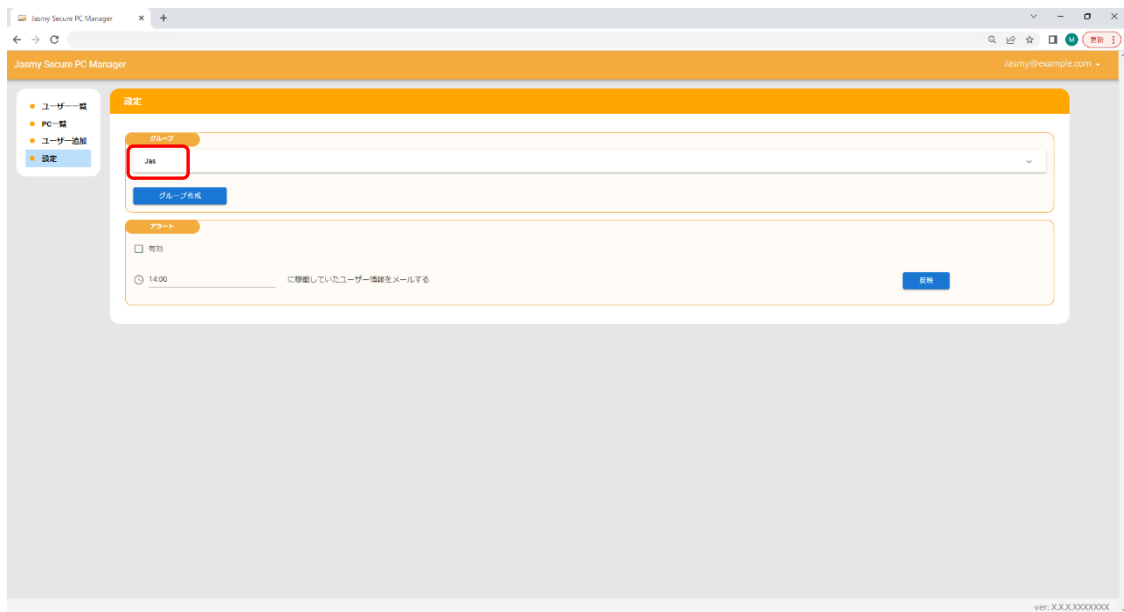 Jasmy Secure PC Manager
更新
Jasmy Secure PC Manager
Jasmy@example.com
ユーザー一覧
PC一覧
ユーザー追加
設定
設定
グループ
Jas
グループ作成
アラート
有効
14:00 に稼働していたユーザー情報をメールする
反映
ver: X.X.X.XXXXXXX